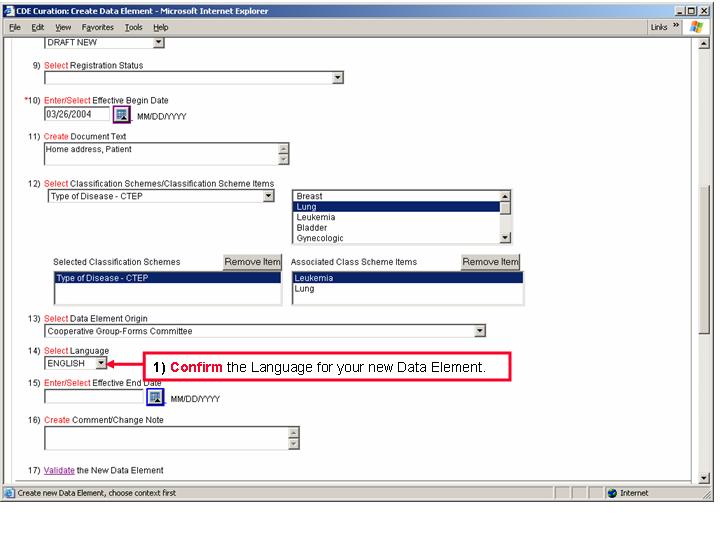 CDE Curation: Create Data Element - Microsoft Internet Explorer
File Edit View Favorites Tools Help Links »
DRAFT NEW
9) Select Registration Status
*10) Enter/Select Effective Begin Date
03/26/2004 MM/DD/YYYY
11) Create Document Text
Home address, Patient
12) Select Classification Schemes/Classification Scheme Items
Type of Disease - CTEP
Breast
Lung
Leukemia
Bladder
Gynecologic
Selected Classification Schemes Remove Item Associated Class Scheme Items Remove Item
Type of Disease - CTEP
Leukemia
Lung
13) Select Data Element Origin
Cooperative Group-Forms Committee
14) Select Language
ENGLISH
1) Confirm the Language for your new Data Element.
15) Enter/Select Effective End Date
MM/DD/YYYY
16) Create Comment/Change Note
17) Validate the New Data Element
Create new Data Element, choose context first Internet